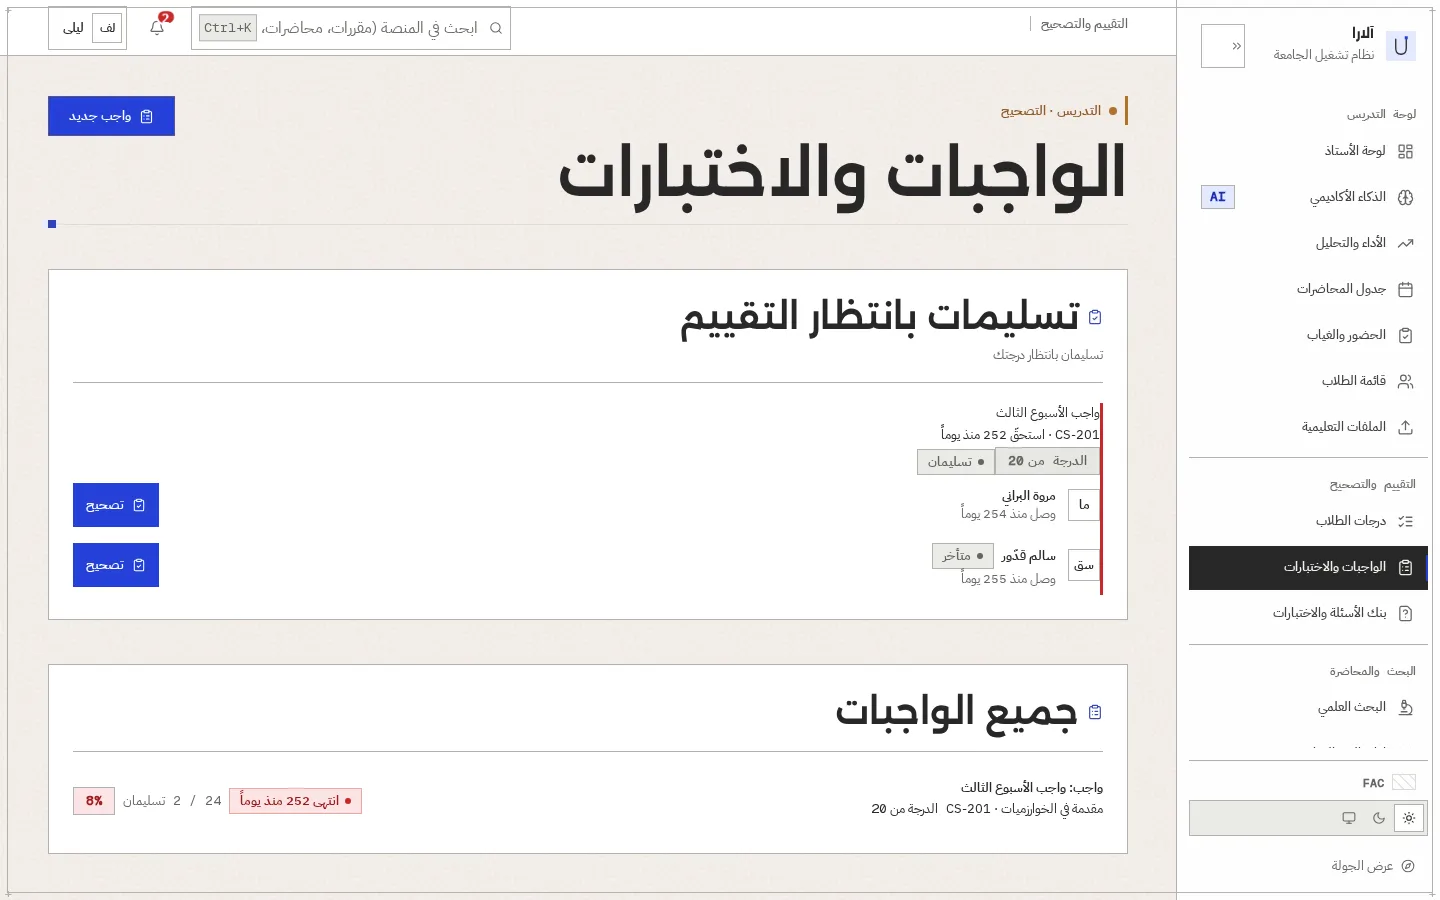 آلارا
نظام تشغيل الجامعة
»
لوحة التدريس
لوحة الأستاذ
الذكاء الأكاديمي
AI
الأداء والتحليل
جدول المحاضرات
الحضور والغياب
قائمة الطلاب
الملفات التعليمية
التقييم والتصحيح
درجات الطلاب
الواجبات والاختبارات
بنك الأسئلة والاختبارات
البحث والمحاضرة
البحث العلمي
FAC
عرض الجولة
التقييم والتصحيح
ابحث في المنصة (مقررات، محاضرات، Ctrl+K
2
لف ليلى
التدريس · التصحيح
الواجبات والاختبارات
واجب جديد
تسليمات بانتظار التقييم
تسليمان بانتظار درجتك
واجب الأسبوع الثالث
CS-201 · استحقّ 252 منذ يوماً
الدرجة من 20
تسليمان
ما
مروة البراني
وصل منذ 254 يوماً
تصحيح
سق
سالم قدّور
متأخر
وصل منذ 255 يوماً
تصحيح
جميع الواجبات
واجب: واجب الأسبوع الثالث
مقدمة في الخوارزميات · CS-201 الدرجة من 20
انتهى 252 منذ يوماً
24 / 2 تسليمان
8%